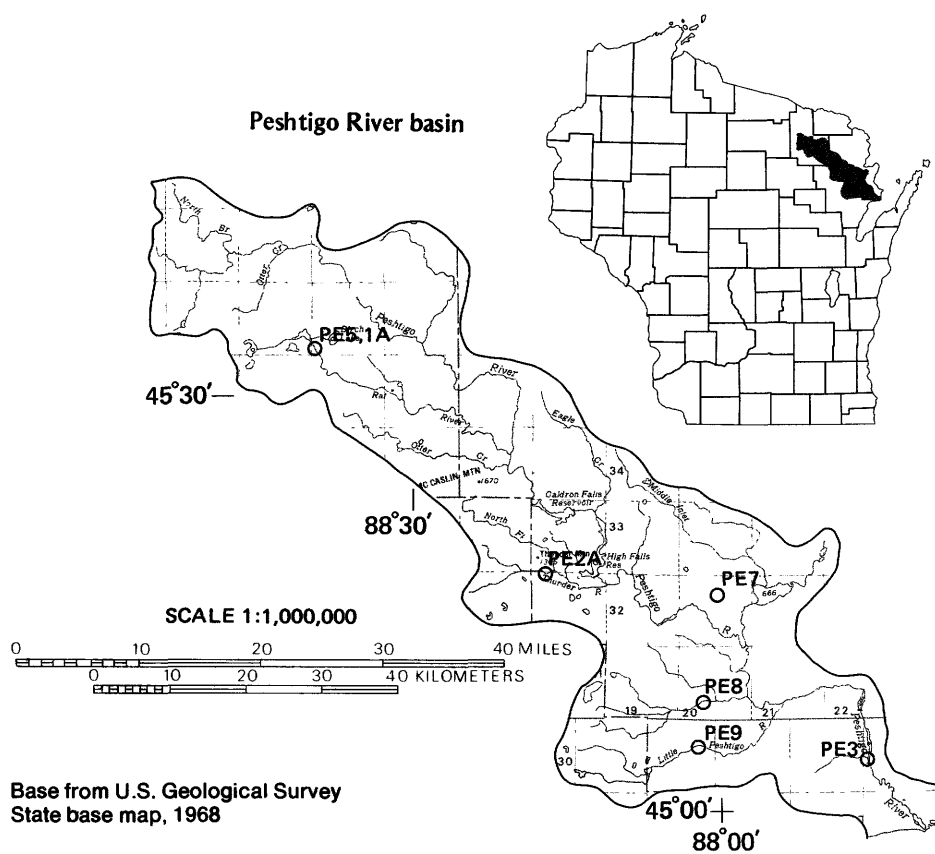 Peshtigo River basin
North
Br
Otter
Cr
PE5,1A
Peshtigo
River
45°30'
Rat
River
Eagle
Cr
Otter
Cr
MC CASLIN MTN
1670
34
Middle Inlet
Caldron Falls
Reservoir
88°30'
North
33
PE2A
High Falls
Res
PE7
666
Peshtigo
R
R
32
SCALE 1:1,000,000
0 10 20 30 40 MILES
0 10 20 30 40 KILOMETERS
PE8
19 20 21 22
PE9
Little Peshtigo R
PE3
Peshtigo
River
30
45°00'
88°00'
Base from U.S. Geological Survey
State base map, 1968